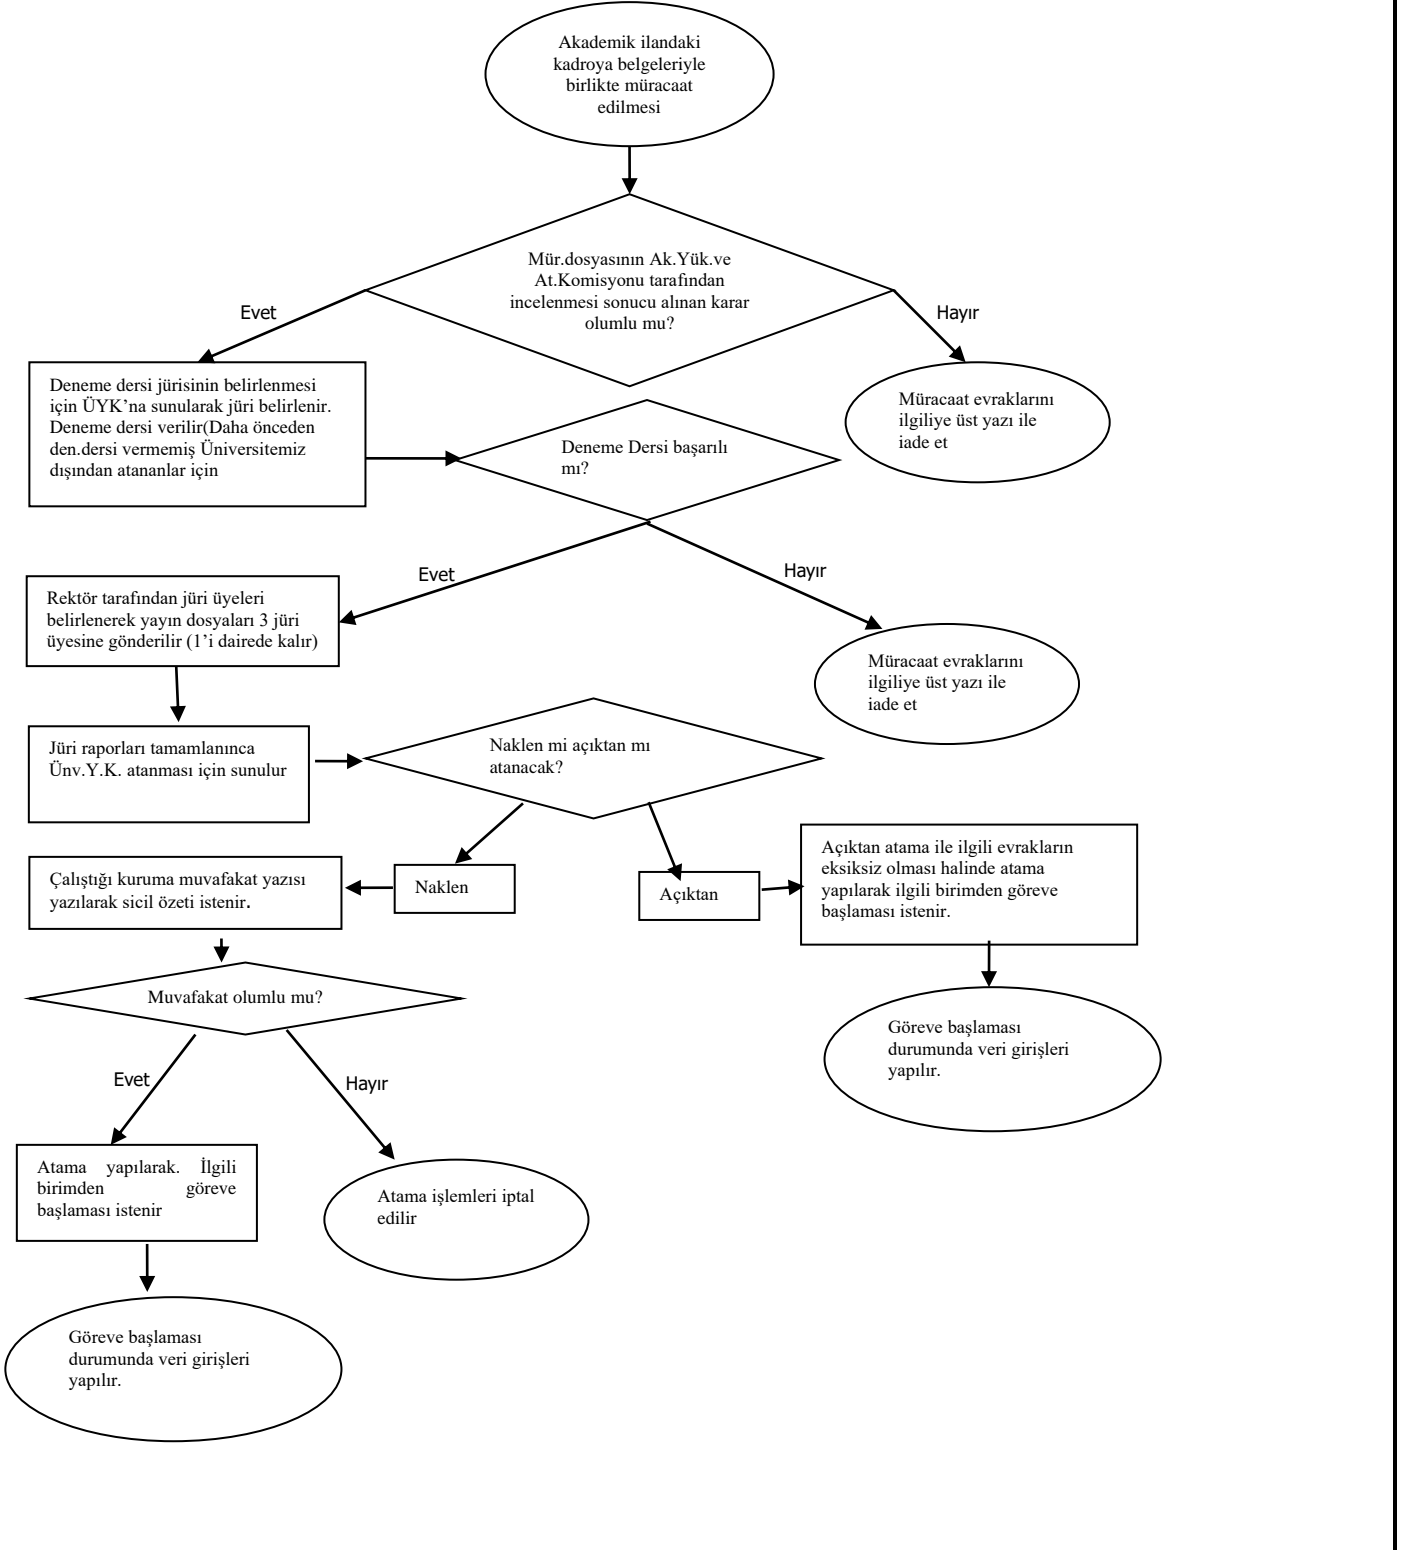 Akademik ilandaki
kadroya belgeleriyle
birlikte müracaat
edilmesi
Mür.dosyasının Ak.Yük.ve
At.Komisyonu tarafından
incelenmesi sonucu alınan karar
olumlu mu?
Evet
Hayır
Deneme dersi jürisinin belirlenmesi
için ÜYK’na sunularak jüri belirlenir.
Deneme dersi verilir(Daha önceden
den.dersi vermemiş Üniversitemiz
dışından atananlar için
Müracaat evraklarını
ilgiliye üst yazı ile
iade et
Deneme Dersi başarılı
mı?
Evet
Hayır
Rektör tarafından jüri üyeleri
belirlenerek yayın dosyaları 3 jüri
üyesine gönderilir (1’i dairede kalır)
Müracaat evraklarını
ilgiliye üst yazı ile
iade et
Jüri raporları tamamlanınca
Ünv.Y.K. atanması için sunulur
Naklen mi açıktan mı
atanacak?
Çalıştığı kuruma muvafakat yazısı
yazılarak sicil özeti istenir.
Naklen
Açıktan
Açıktan atama ile ilgili evrakların
eksiksiz olması halinde atama
yapılarak ilgili birimden göreve
başlaması istenir.
Muvafakat olumlu mu?
Göreve başlaması
durumunda veri girişleri
yapılır.
Evet
Hayır
Atama yapılarak. İlgili
birimden göreve
başlaması istenir
Atama işlemleri iptal
edilir
Göreve başlaması
durumunda veri girişleri
yapılır.